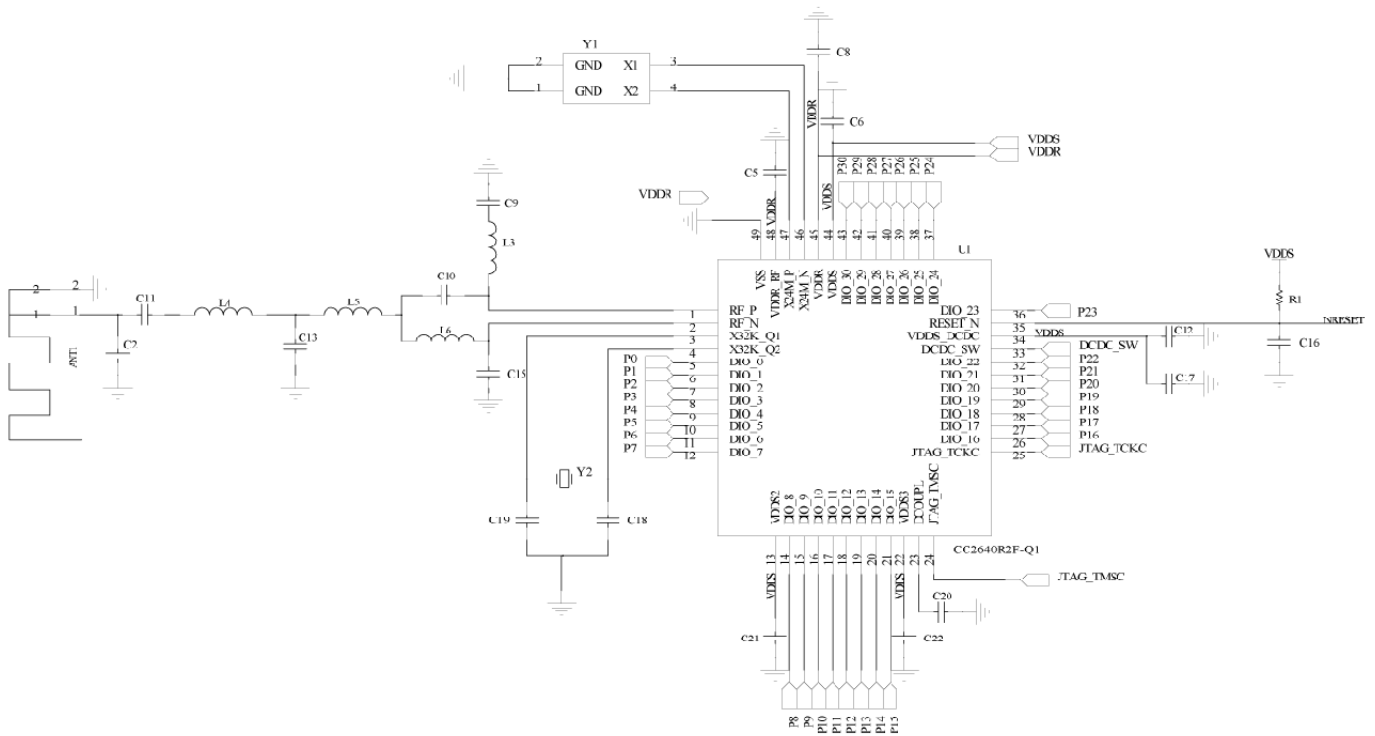 Y1
2 GND X1 3
1 GND X2 4
C8
VDDR
C6
VDDS
VDDR
C5
VDDR
VDDR
VDDS
P30
P29
P28
P27
P26
P25
P24
49
48
47
46
45
44
43
42
41
40
39
38
37
U1
VSS
VDDR_RF
X24M_P
X24M_N
VDDR
VDDS
DIO_30
DIO_29
DIO_28
DIO_27
DIO_26
DIO_25
DIO_24
C9
L3
C10
2 2
1 1
C11
L4
L5
L6
C2
C13
C15
ANT1
1 RF_P
2 RF_N
3 X32K_Q1
4 X32K_Q2
P0 5 DIO_0
P1 6 DIO_1
P2 7 DIO_2
P3 8 DIO_3
P4 9 DIO_4
P5 10 DIO_5
P6 11 DIO_6
P7 12 DIO_7
VDDS
R1
DIO_23 36 P23
RESET_N 35 NRESET
VDDS_DCDC 34 VDDS C12
C16
DCDC_SW 33 DCDC_SW
DIO_22 32 P22
DIO_21 31 P21
DIO_20 30 P20
DIO_19 29 P19
DIO_18 28 P18
DIO_17 27 P17
DIO_16 26 P16
JTAG_TCKC 25 JTAG_TCKC
C17
Y2
C19
C18
VDDS2
DIO_8
DIO_9
DIO_10
DIO_11
DIO_12
DIO_13
DIO_14
DIO_15
VDDS3
DCOUPL
JTAG_TMSC
CC2640R2F-Q1
13
14
15
16
17
18
19
20
21
22
23
24
VDDS
VDDS
JTAG_TMSC
C20
C21
C22
P8
P9
P10
P11
P12
P13
P14
P15